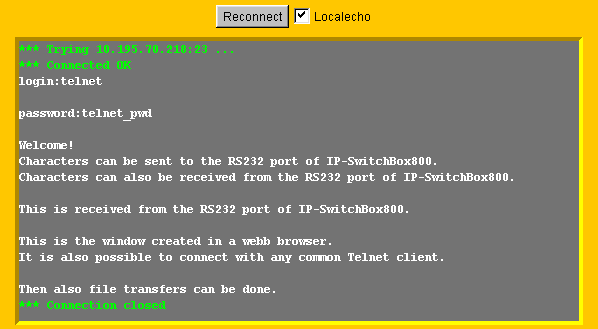 Reconnect Localecho
*** Trying 10.195.70.218:23 ...
*** Connected OK
login:telnet
password:telnet_pwd
Welcome!
Characters can be sent to the RS232 port of IP-SwitchBox800.
Characters can also be received from the RS232 port of IP-SwitchBox800.
This is received from the RS232 port of IP-SwitchBox800.
This is the window created in a webb browser.
It is also possible to connect with any common Telnet client.
Then also file transfers can be done.
*** Connection closed